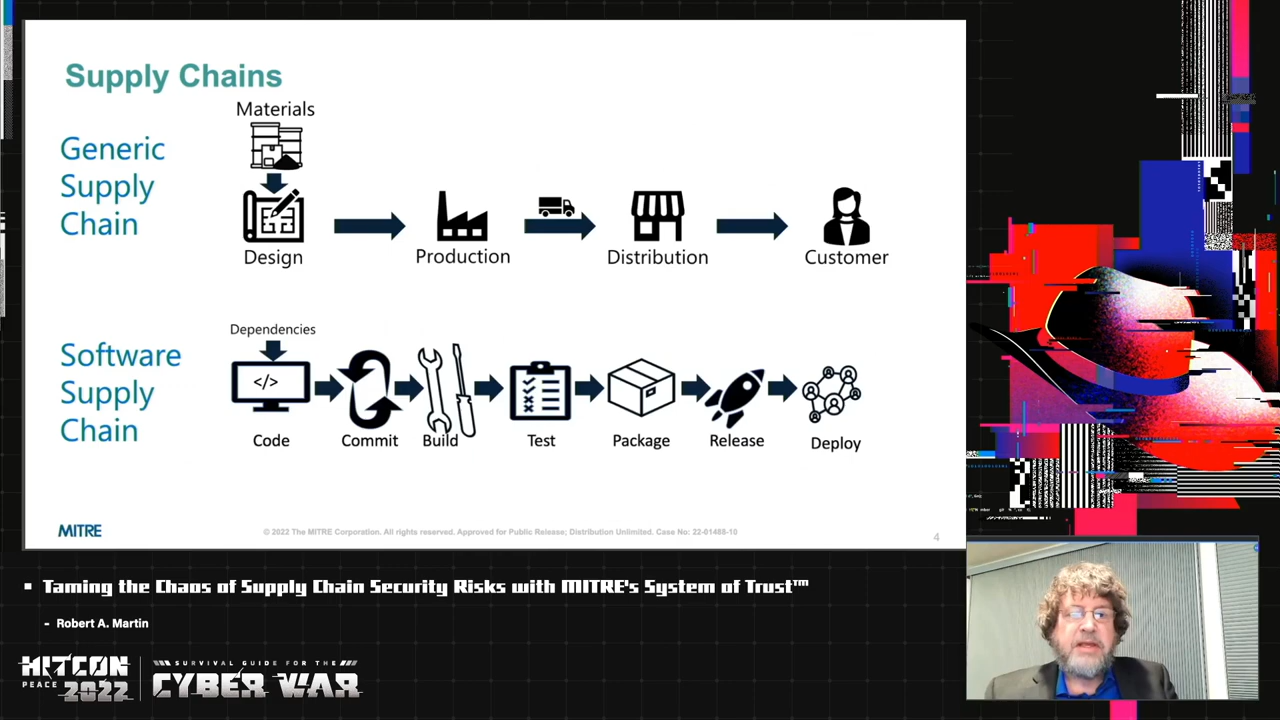 Supply Chains
Generic
Supply
Chain
Materials
Design
Production
Distribution
Customer
Software
Supply
Chain
Dependencies
</>
Code
Commit
Build
Test
Package
Release
Deploy
MITRE
© 2022 The MITRE Corporation. All rights reserved. Approved for Public Release; Distribution Unlimited. Case No: 22-01488-10
4
Taming the Chaos of Supply Chain Security Risks with MITRE's System of Trust™
- Robert A. Martin
HITCON
PEACE 2022
SURVIVAL GUIDE FOR THE
CYBER WAR